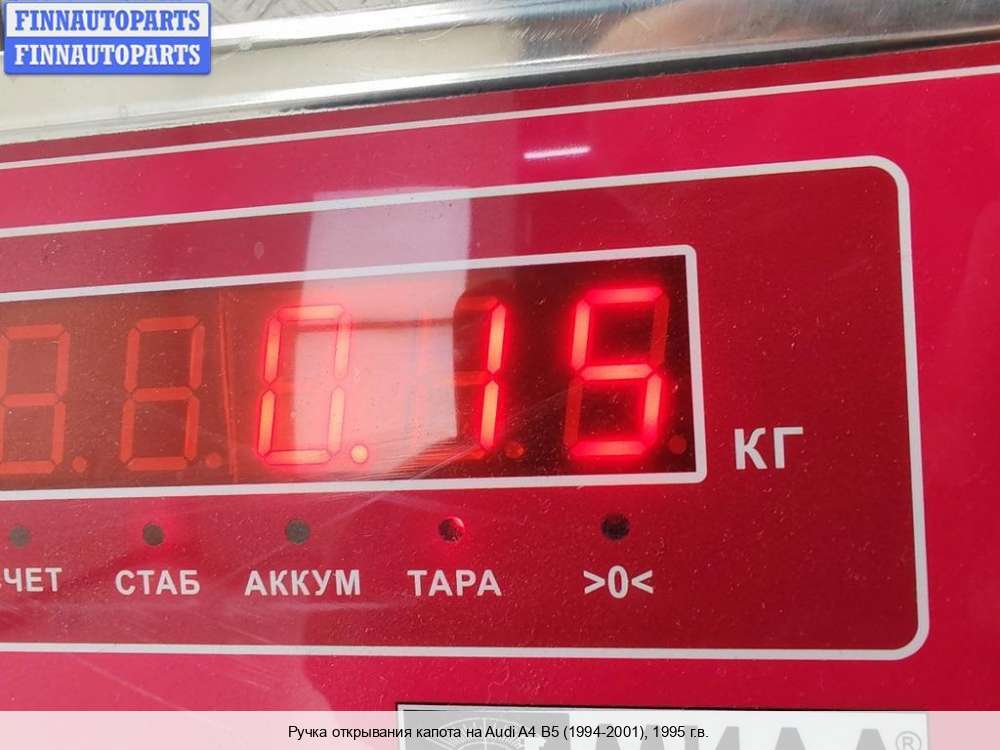 FINNAUTOPARTS
FINNAUTOPARTS
0.15
КГ
ЧЕТ СТАБ АККУМ ТАРА >0<
®
Ручка открывания капота на Audi A4 B5 (1994-2001), 1995 г.в.